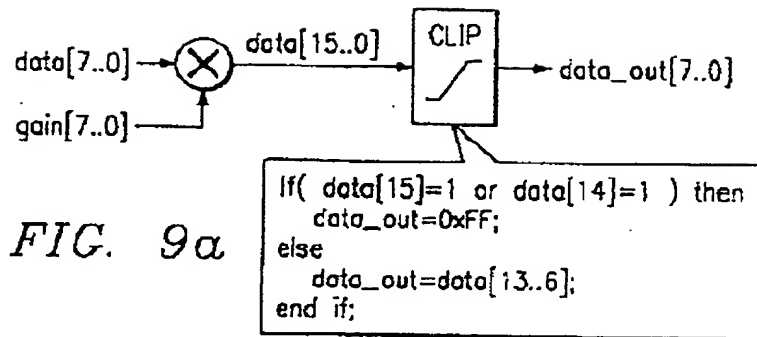 data[7..0]
data[15..0]
CLIP
data_out[7..0]
gain[7..0]
If( data[15]=1 or data[14]=1 ) then
data_out=0xFF;
else
data_out=data[13..6];
end if;
FIG. 9a